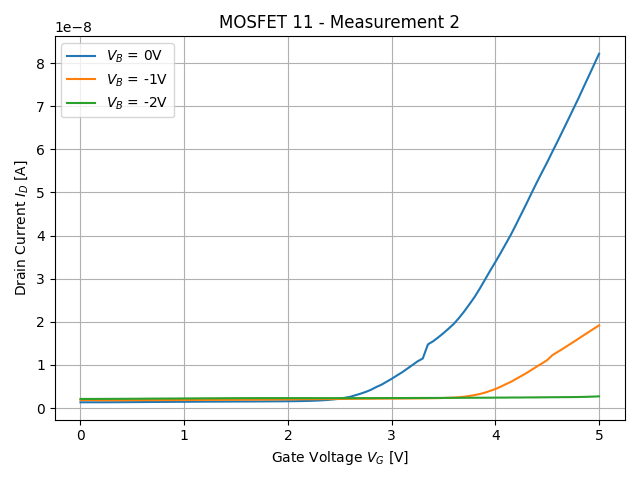 MOSFET 11 - Measurement 2
1e−8
V_B = 0V
V_B = -1V
V_B = -2V
8
7
6
5
4
3
2
1
0
Drain Current I_D [A]
0 1 2 3 4 5
Gate Voltage V_G [V]